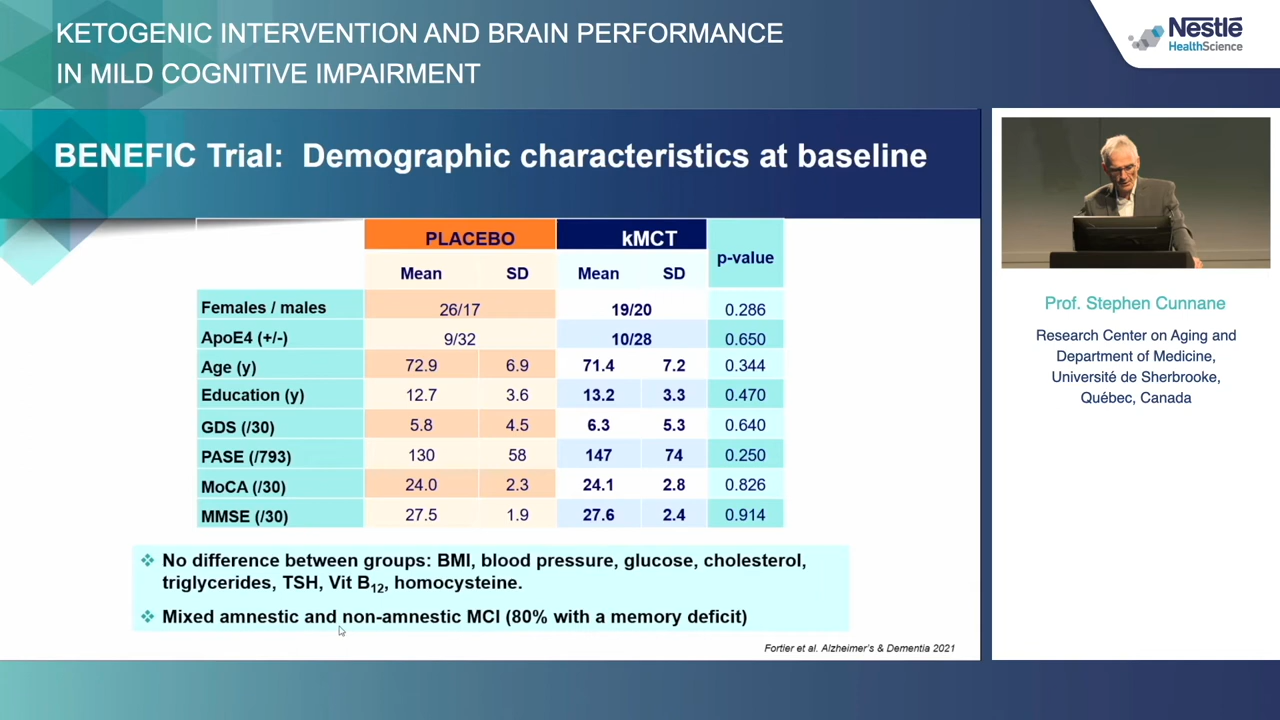 KETOGENIC INTERVENTION AND BRAIN PERFORMANCE
IN MILD COGNITIVE IMPAIRMENT
Nestlé
HealthScience
BENEFIC Trial: Demographic characteristics at baseline
PLACEBO kMCT p-value
Mean SD Mean SD
Females / males 26/17 19/20 0.286
ApoE4 (+/-) 9/32 10/28 0.650
Age (y) 72.9 6.9 71.4 7.2 0.344
Education (y) 12.7 3.6 13.2 3.3 0.470
GDS (/30) 5.8 4.5 6.3 5.3 0.640
PASE (/793) 130 58 147 74 0.250
MoCA (/30) 24.0 2.3 24.1 2.8 0.826
MMSE (/30) 27.5 1.9 27.6 2.4 0.914
❖ No difference between groups: BMI, blood pressure, glucose, cholesterol,
triglycerides, TSH, Vit B12, homocysteine.
❖ Mixed amnestic and non-amnestic MCI (80% with a memory deficit)
Fortier et al. Alzheimer's & Dementia 2021
Prof. Stephen Cunnane
Research Center on Aging and
Department of Medicine,
Université de Sherbrooke,
Québec, Canada